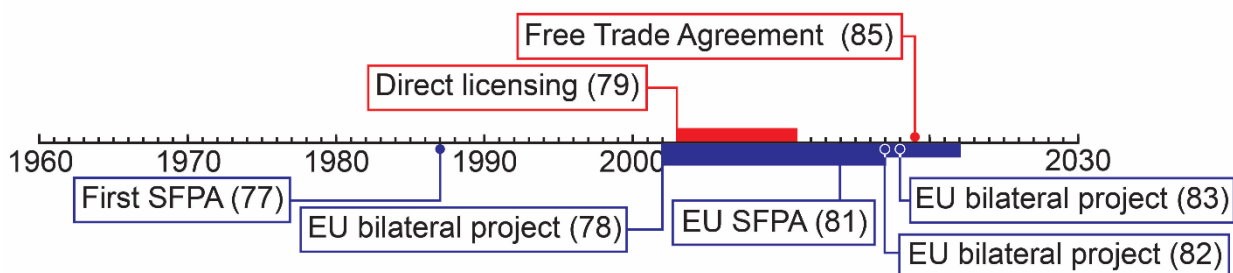 Free Trade Agreement (85)
Direct licensing (79)
1960 1970 1980 1990 2000 2030
First SFPA (77)
EU bilateral project (78)
EU SFPA (81)
EU bilateral project (83)
EU bilateral project (82)